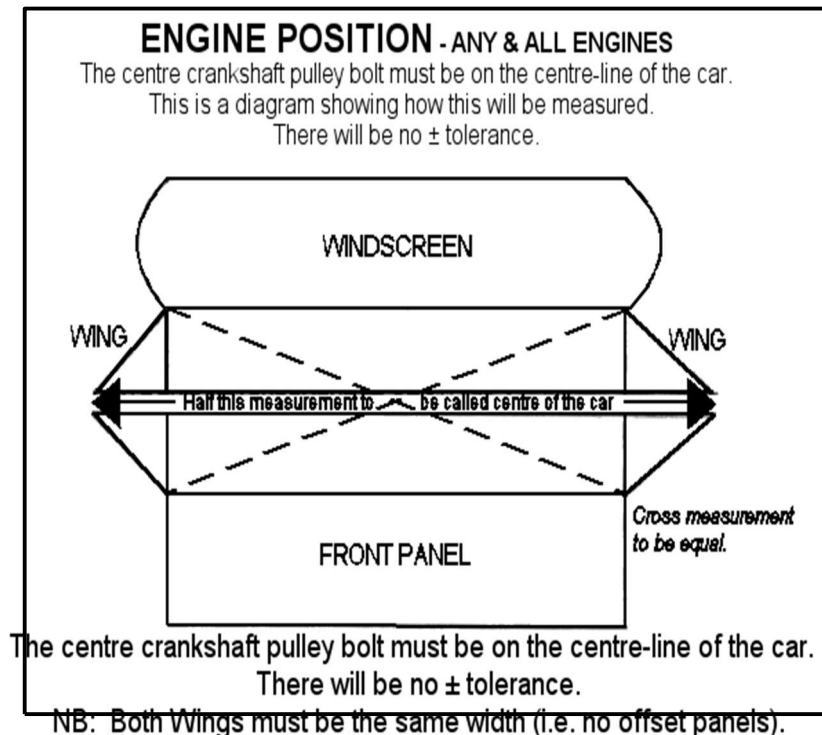 ENGINE POSITION - ANY & ALL ENGINES
The centre crankshaft pulley bolt must be on the centre-line of the car.
This is a diagram showing how this will be measured.
There will be no ± tolerance.
WINDSCREEN
WING
WING
Half this measurement to be called centre of the car
Cross measurement
to be equal.
FRONT PANEL
The centre crankshaft pulley bolt must be on the centre-line of the car.
There will be no ± tolerance.
NB: Both Wings must be the same width (i.e. no offset panels).